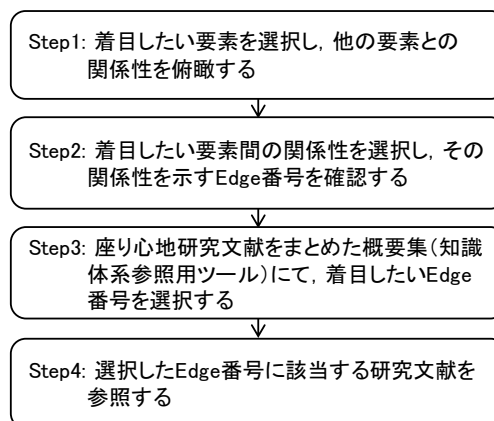 Step1: 着目したい要素を選択し，他の要素との
関係性を俯瞰する
Step2: 着目したい要素間の関係性を選択し，その
関係性を示すEdge番号を確認する
Step3: 座り心地研究文献をまとめた概要集（知識
体系参照用ツール）にて，着目したいEdge
番号を選択する
Step4: 選択したEdge番号に該当する研究文献を
参照する